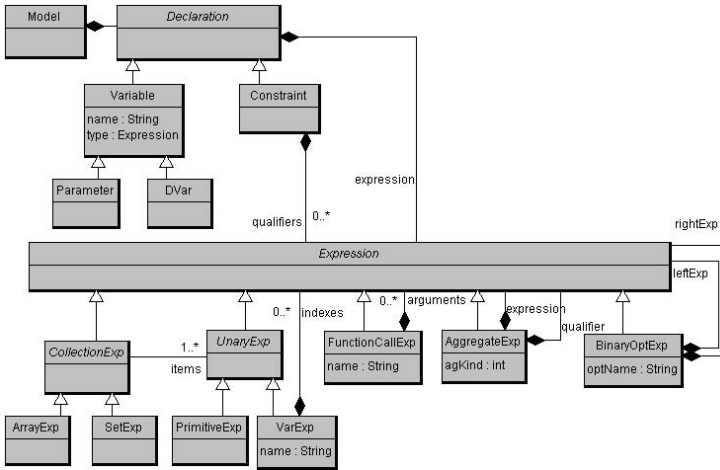 Model
Declaration
Variable
name : String
type : Expression
Constraint
Parameter
DVar
expression
qualifiers
0..*
rightExp
Expression
leftExp
0..*
indexes
0..*
arguments
expression
qualifier
CollectionExp
1..*
items
UnaryExp
FunctionCallExp
name : String
AggregateExp
agKind : int
BinaryOptExp
optName : String
ArrayExp
SetExp
PrimitiveExp
VarExp
name : String